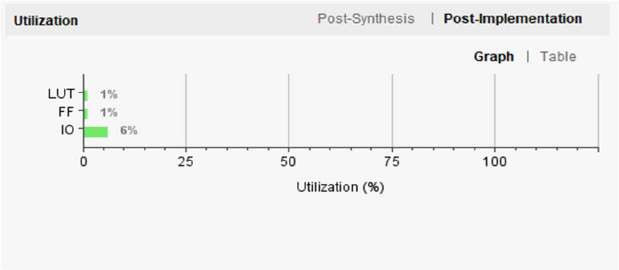 Utilization Post-Synthesis | Post-Implementation
Graph | Table
LUT 1%
FF 1%
IO 6%
0 25 50 75 100
Utilization (%)